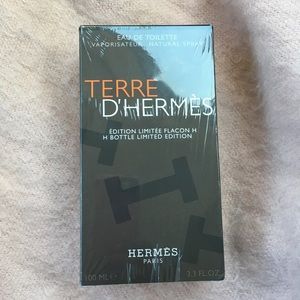 EAU DE TOILETTE
VAPORISATEUR NATURAL SPRAY
TERRE
D'HERMÈS
ÉDITION LIMITÉE FLACON H
H BOTTLE LIMITED EDITION
HERMÈS
PARIS
100 ML e 3.3 FL.OZ.